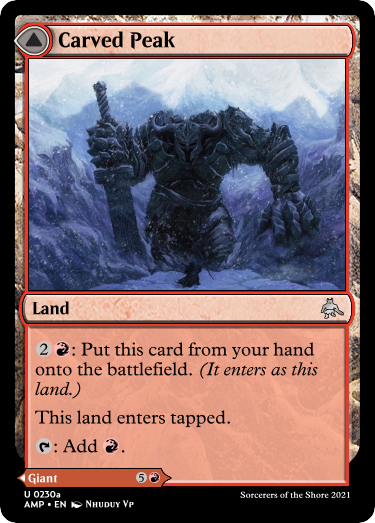 Carved Peak
Land
2 R: Put this card from your hand
onto the battlefield. (It enters as this
land.)
This land enters tapped.
T: Add R.
Giant 5 R
U 0230a
AMP • EN Nhuduy Vp
Sorcerers of the Shore 2021